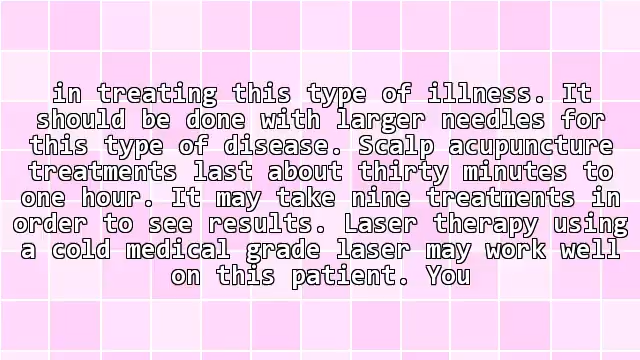 in treating this type of illness. It
should be done with larger needles for
this type of disease. Scalp acupuncture
treatments last about thirty minutes to
one hour. It may take nine treatments in
order to see results. Laser therapy using
a cold medical grade laser may work well
on this patient. You